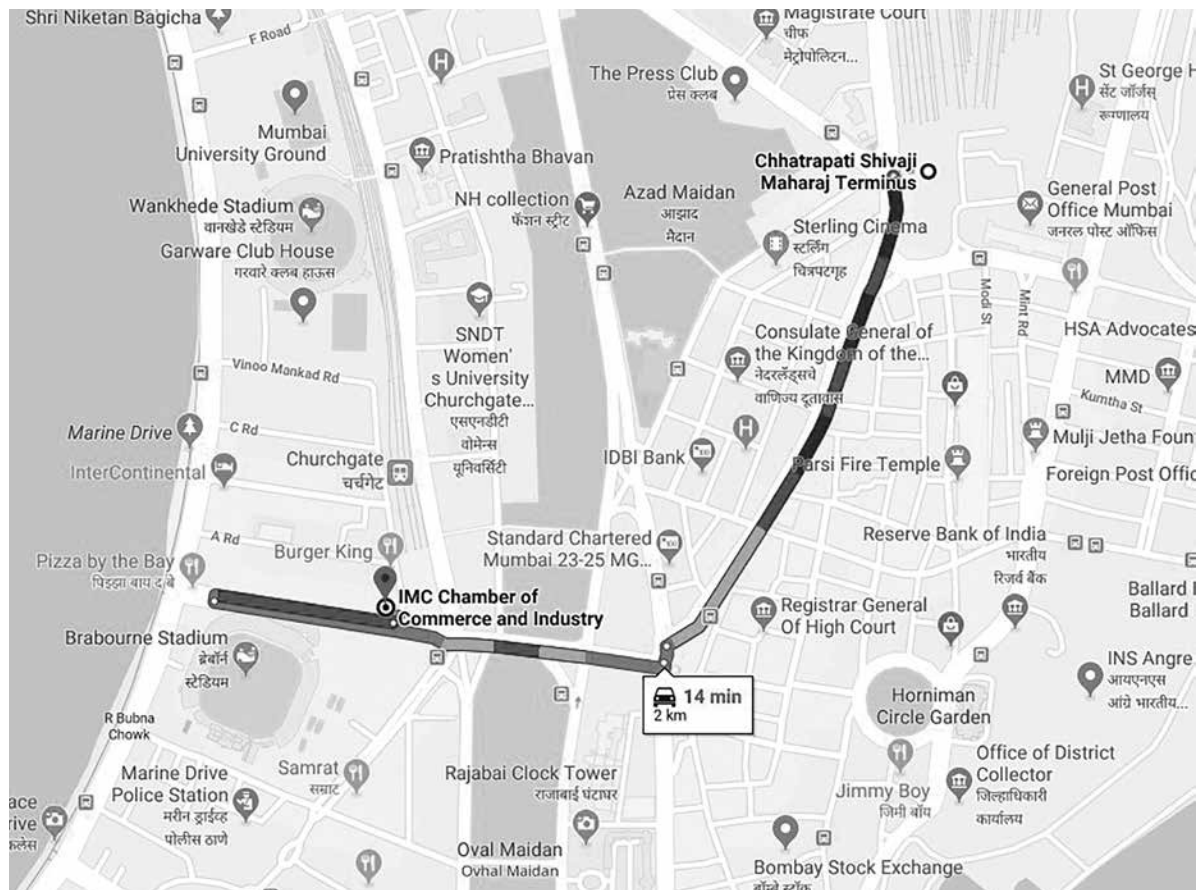 Shri Niketan Bagicha
F Road
Magistrate Court
चीफ
मेट्रोपोलिटन...
The Press Club
प्रेस क्लब
St George H
सेंट जॉर्जस्
रूग्णालय
Mumbai
University Ground
Pratishtha Bhavan
Chhatrapati Shivaji
Maharaj Terminus
NH collection
फॅशन स्ट्रीट
Azad Maidan
आझाद
मैदान
General Post
Office Mumbai
जनरल पोस्ट ऑफिस
Wankhede Stadium
वानखेडे स्टेडियम
Garware Club House
गरवारे क्लब हाऊस
Sterling Cinema
स्टर्लिंग
चित्रपटगृह
Modi St
Mint Rd
SNDT
Women'
s University
Churchgate...
एसएनडीटी
वोमेन्स
यूनिवर्सिटी
Consulate General of
the Kingdom of the...
नेदरलॅंड्सचे
वाणिज्य दूतावास
HSA Advocates
MMD
Kumtha St
Vinoo Mankad Rd
C Rd
Marine Drive
InterContinental
Churchgate
चर्चगेट
IDBI Bank
Parsi Fire Temple
Mulji Jetha Foun
Foreign Post Offic
A Rd
Burger King
Standard Chartered
Mumbai 23-25 MG...
Reserve Bank of India
भारतीय
रिजर्व बैंक
Pizza by the Bay
पिझ्झा बाय द बे
IMC Chamber of
Commerce and Industry
Ballard
Ballard
Registrar General
Of High Court
Brabourne Stadium
ब्रेबॉर्न
स्टेडियम
14 min
2 km
INS Angre
आयएनएस
आंग्रे भारतीय...
Horniman
Circle Garden
R Bubna
Chowk
Samrat
सम्राट
Marine Drive
Police Station
मरीन ड्राईव्ह
पोलीस ठाणे
Rajabai Clock Tower
राजाबाई घंटाघर
Jimmy Boy
जिमी बॉय
Office of District
Collector
जिल्हाधिकारी
कार्यालय
Oval Maidan
Ovhal Maidan
Bombay Stock Exchange